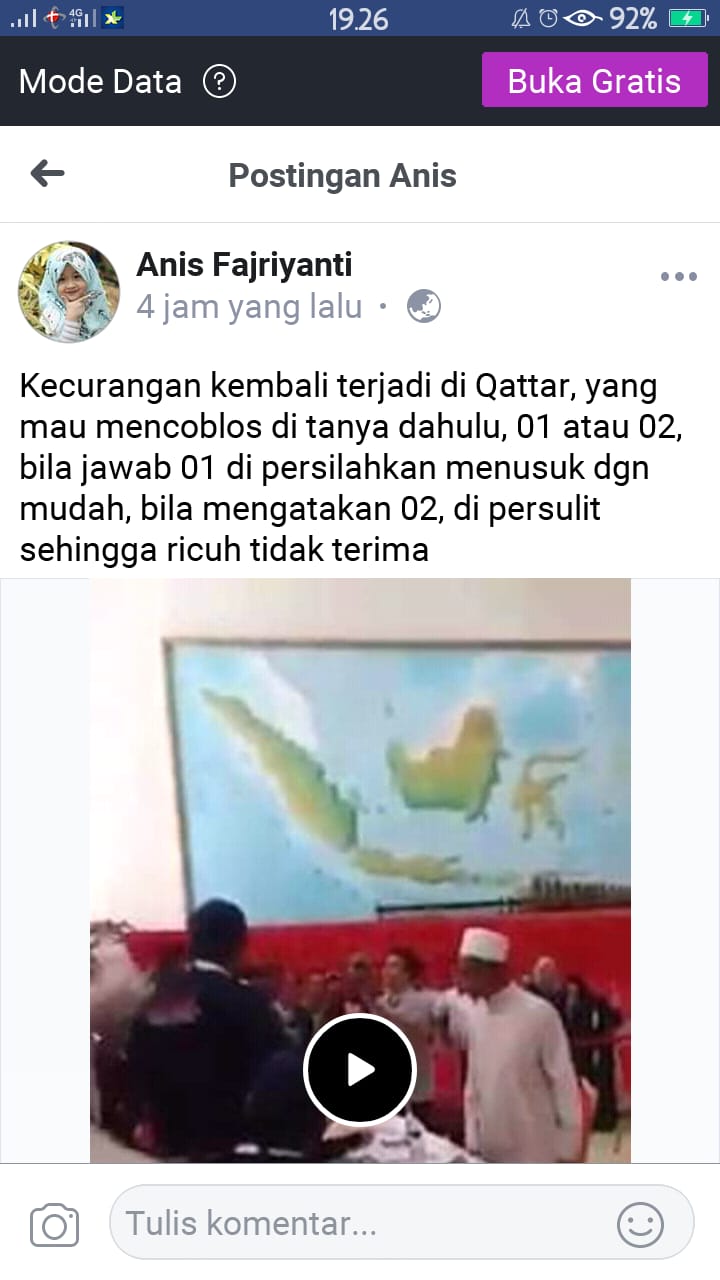 4G
19.26
92%
Mode Data ?
Buka Gratis
Postingan Anis
Anis Fajriyanti
4 jam yang lalu ·
Kecurangan kembali terjadi di Qattar, yang
mau mencoblos di tanya dahulu, 01 atau 02,
bila jawab 01 di persilahkan menusuk dgn
mudah, bila mengatakan 02, di persulit
sehingga ricuh tidak terima
Tulis komentar...